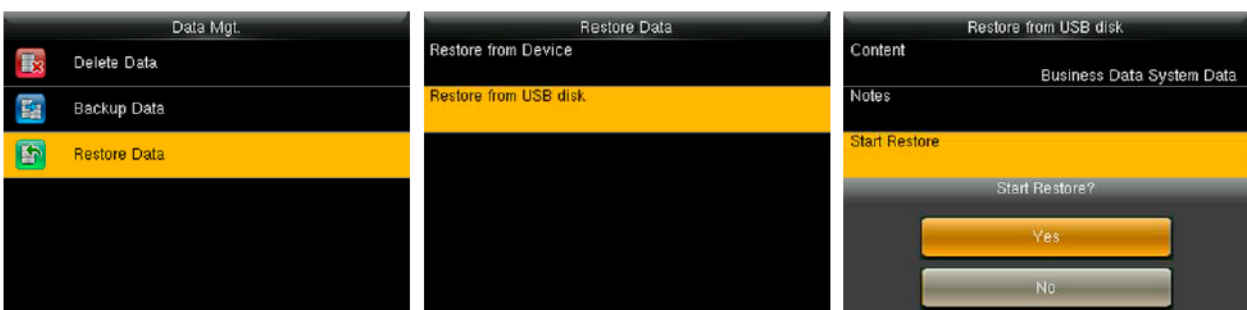 Data Mgt.
Delete Data
Backup Data
Restore Data
Restore Data
Restore from Device
Restore from USB disk
Restore from USB disk
Content
Business Data System Data
Notes
Start Restore
Start Restore?
Yes
No